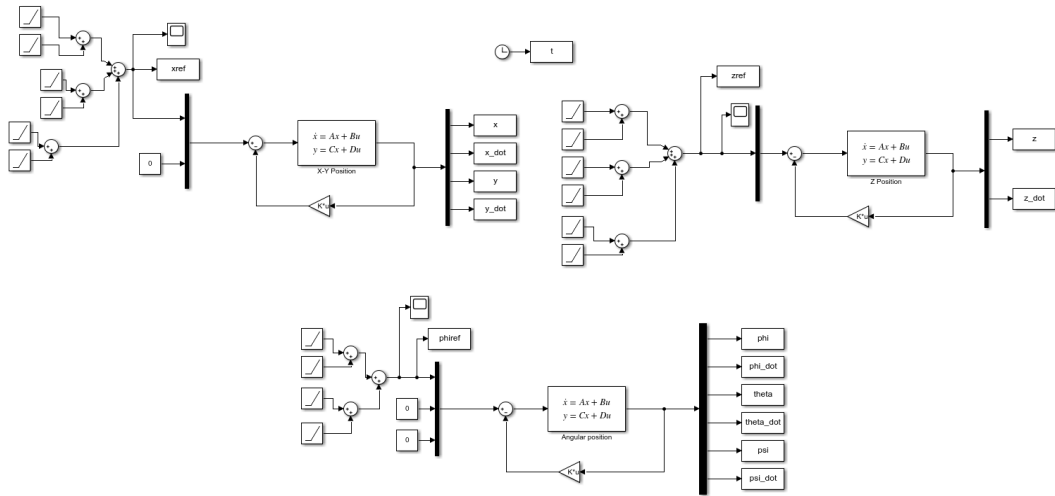 xref
0
ẋ = Ax + Bu
y = Cx + Du
X-Y Position
K*u
x
x_dot
y
y_dot
t
zref
ẋ = Ax + Bu
y = Cx + Du
Z Position
K*u
z
z_dot
phiref
0
0
ẋ = Ax + Bu
y = Cx + Du
Angular position
K*u
phi
phi_dot
theta
theta_dot
psi
psi_dot